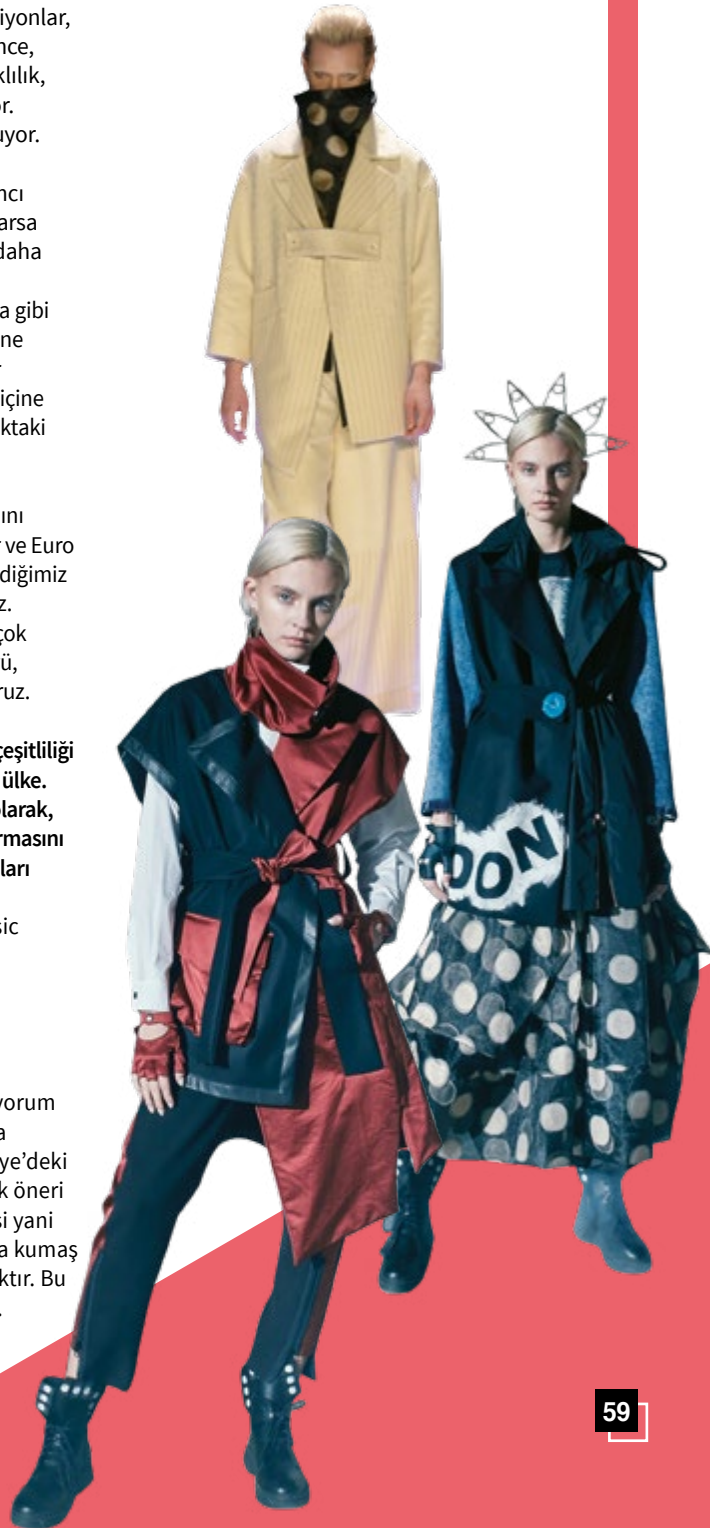 iyonlar,
nce,
klılık,
or.
uyor.
ncı
arsa
daha
a gibi
ne
r
içine
ktaki
ını
r ve Euro
diğimiz
z.
çok
ü,
ruz.
çeşitliliği
ülke.
olarak,
rmasını
ları
sic
yorum
a
ye’deki
k öneri
si yani
a kumaş
ktır. Bu
.
OON
59